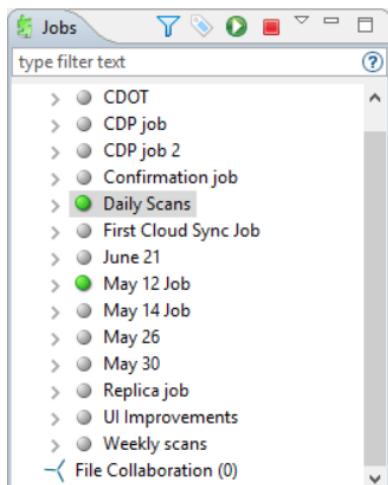 Jobs
type filter text
CDOT
CDP job
CDP job 2
Confirmation job
Daily Scans
First Cloud Sync Job
June 21
May 12 Job
May 14 Job
May 26
May 30
Replica job
UI Improvements
Weekly scans
File Collaboration (0)